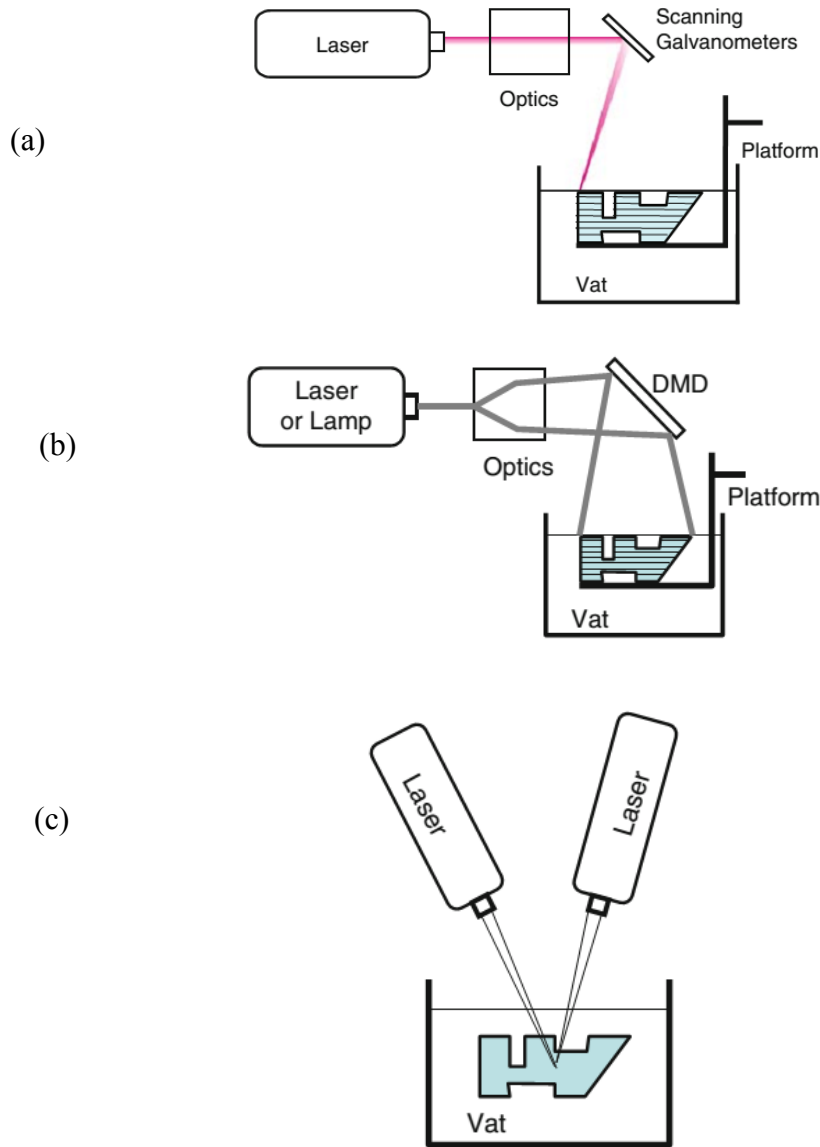 Laser
Optics
Scanning
Galvanometers
(a)
Platform
Vat
Laser
or Lamp
Optics
DMD
(b)
Platform
Vat
Laser
Laser
(c)
Vat